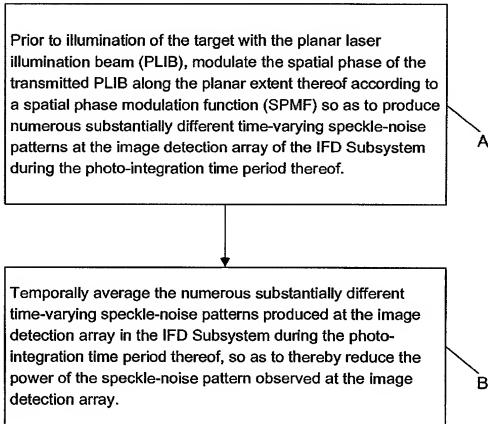 Prior to illumination of the target with the planar laser
illumination beam (PLIB), modulate the spatial phase of the
transmitted PLIB along the planar extent thereof according to
a spatial phase modulation function (SPMF) so as to produce
numerous substantially different time-varying speckle-noise
patterns at the image detection array of the IFD Subsystem
during the photo-integration time period thereof.
A
Temporally average the numerous substantially different
time-varying speckle-noise patterns produced at the image
detection array in the IFD Subsystem during the photo-
integration time period thereof, so as to thereby reduce the
power of the speckle-noise pattern observed at the image
detection array.
B